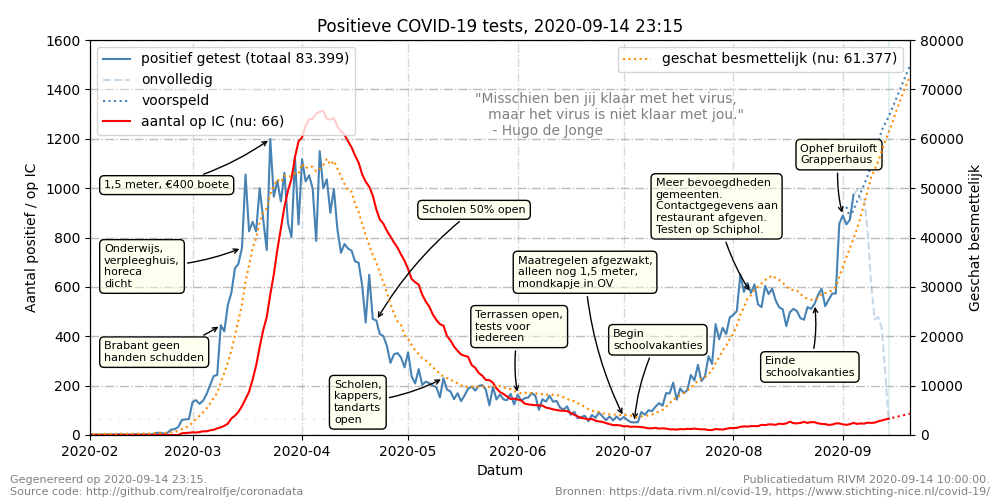 Positieve COVID-19 tests, 2020-09-14 23:15
1600
1400
1200
1000
800
600
400
200
0
Aantal positief / op IC
80000
70000
60000
50000
40000
30000
20000
10000
0
Geschat besmettelijk
positief getest (totaal 83.399)
onvolledig
voorspeld
aantal op IC (nu: 66)
geschat besmettelijk (nu: 61.377)
"Misschien ben jij klaar met het virus,
maar het virus is niet klaar met jou."
- Hugo de Jonge
Ophef bruiloft
Grapperhaus
1,5 meter, €400 boete
Meer bevoegdheden
gemeenten.
Contactgegevens aan
restaurant afgeven.
Testen op Schiphol.
Scholen 50% open
Onderwijs,
verpleeghuis,
horeca
dicht
Maatregelen afgezwakt,
alleen nog 1,5 meter,
mondkapje in OV
Terrassen open,
tests voor
iedereen
Begin
schoolvakanties
Brabant geen
handen schudden
Einde
schoolvakanties
Scholen,
kappers,
tandarts
open
2020-02
2020-03
2020-04
2020-05
2020-06
2020-07
2020-08
2020-09
Datum
Gegenereerd op 2020-09-14 23:15.
Source code: http://github.com/realrolfje/coronadata
Publicatiedatum RIVM 2020-09-14 10:00:00.
Bronnen: https://data.rivm.nl/covid-19, https://www.stichting-nice.nl/covid-19/